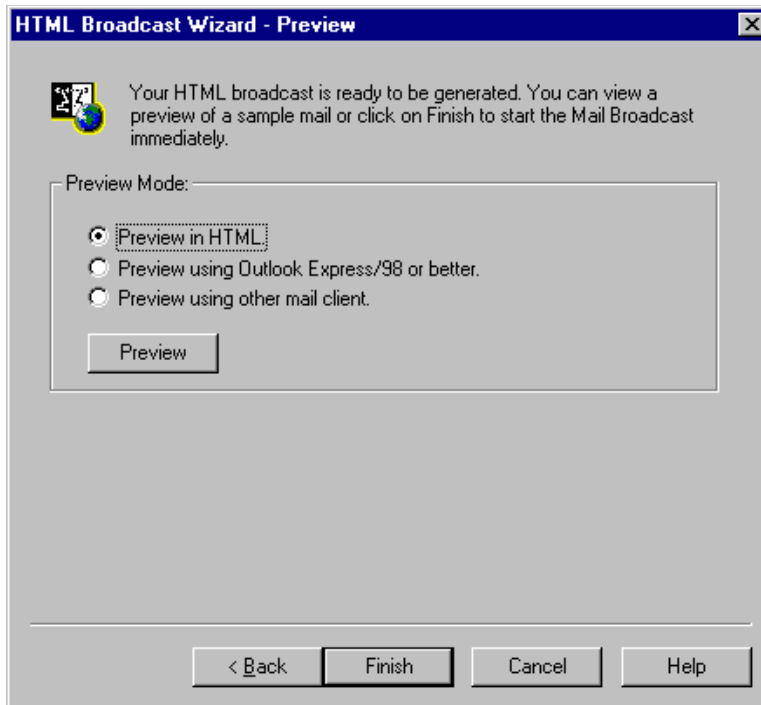 HTML Broadcast Wizard - Preview
Your HTML broadcast is ready to be generated. You can view a
preview of a sample mail or click on Finish to start the Mail Broadcast
immediately.
Preview Mode:
Preview in HTML.
Preview using Outlook Express/98 or better.
Preview using other mail client.
Preview
< Back
Finish
Cancel
Help